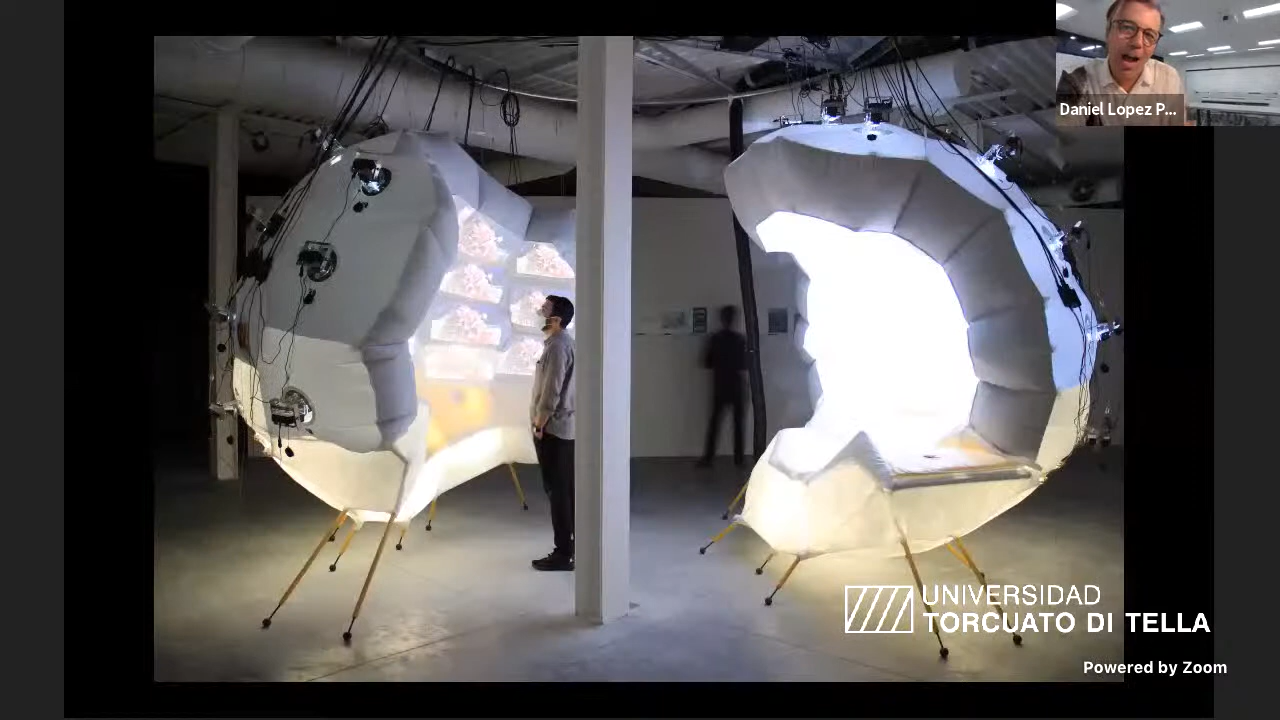 Daniel Lopez P...
UNIVERSIDAD
TORCUATO DI TELLA
Powered by Zoom